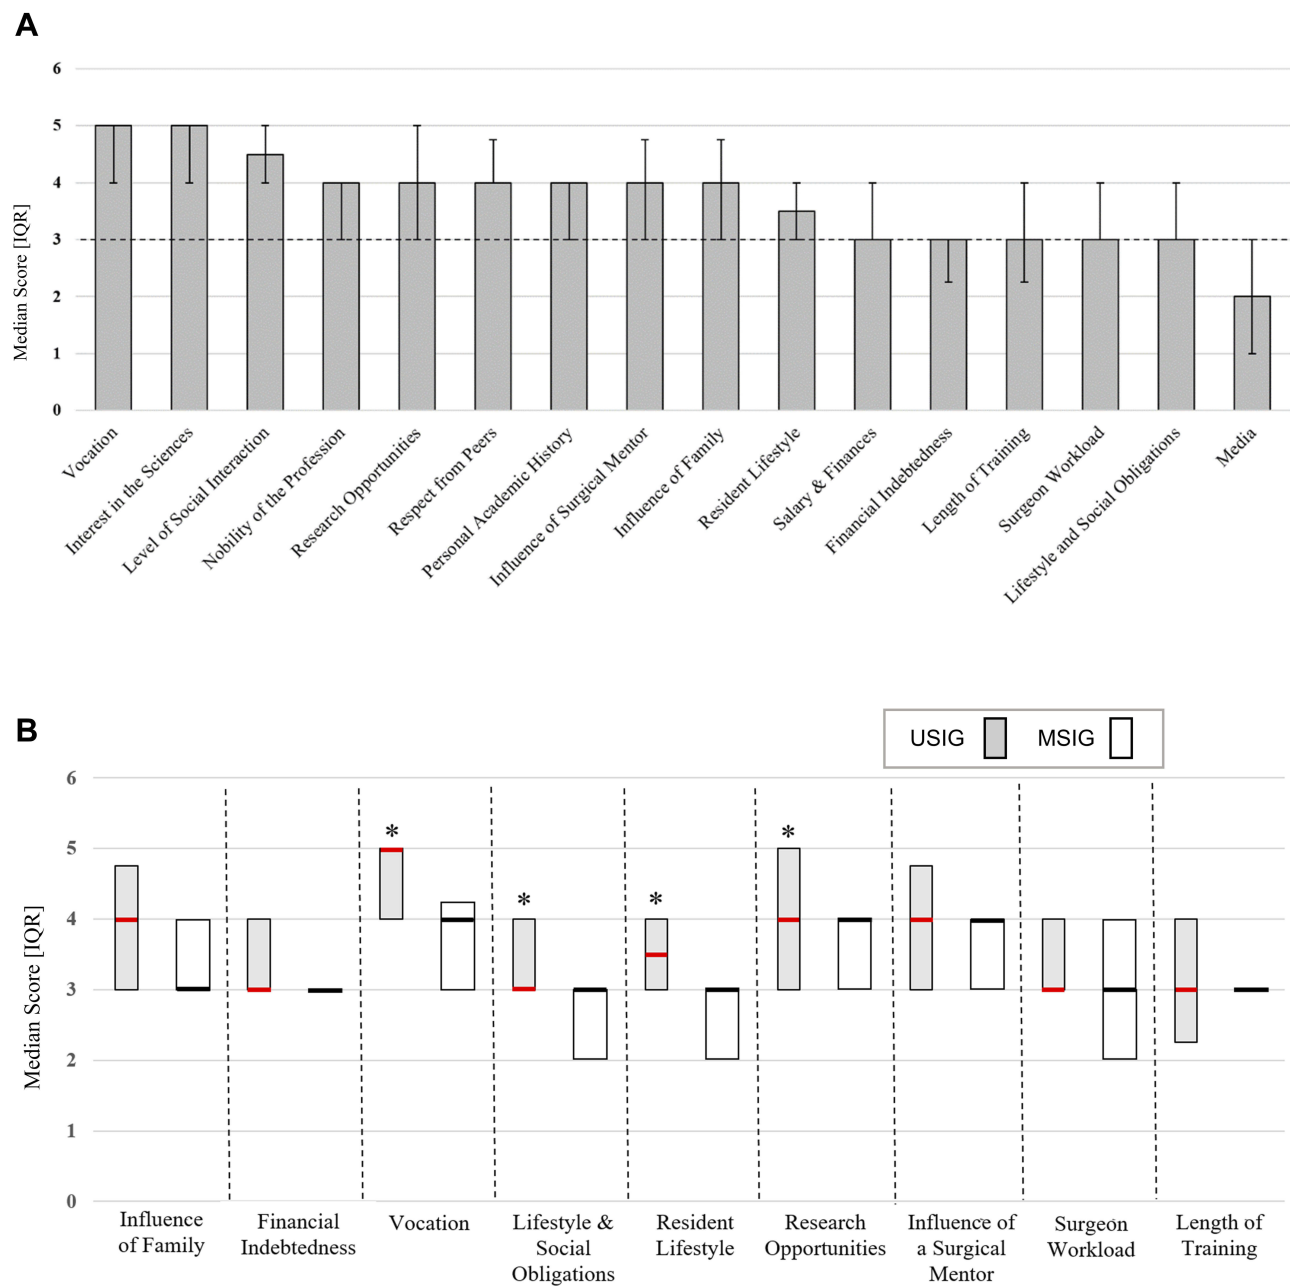 A
6
5
4
3
2
1
0
Median Score [IQR]
Vocation
Interest in the Sciences
Level of Social Interaction
Nobility of the Profession
Research Opportunities
Respect from Peers
Personal Academic History
Influence of Surgical Mentor
Influence of Family
Resident Lifestyle
Salary & Finances
Financial Indebtedness
Length of Training
Surgeon Workload
Lifestyle and Social Obligations
Media
B
USIG
MSIG
6
5
4
3
2
1
0
Median Score [IQR]
*
*
*
*
Influence
of Family
Financial
Indebtedness
Vocation
Lifestyle &
Social
Obligations
Resident
Lifestyle
Research
Opportunities
Influence of
a Surgical
Mentor
Surgeon
Workload
Length of
Training